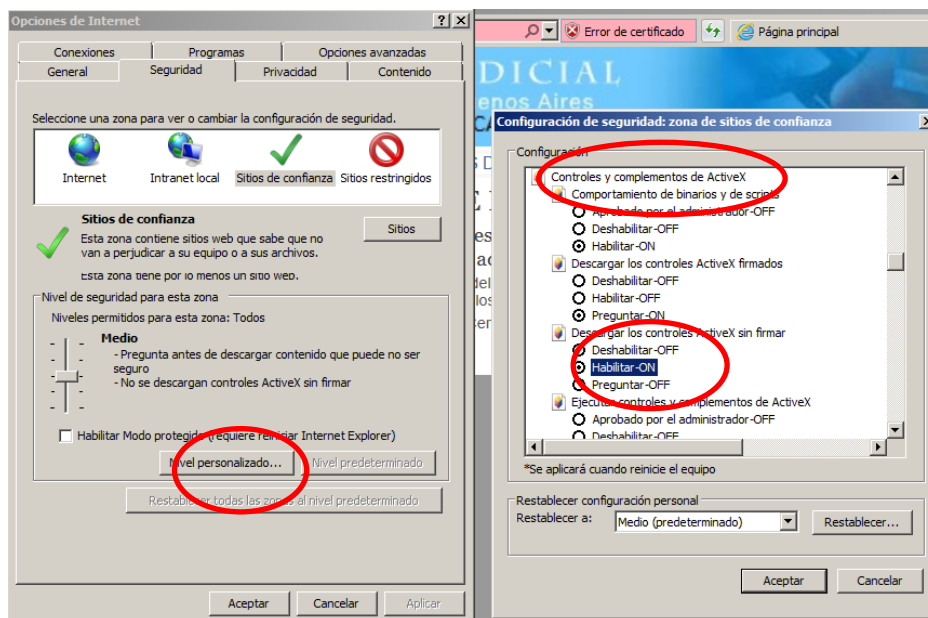 Opciones de Internet
Conexiones
Programas
Opciones avanzadas
General
Seguridad
Privacidad
Contenido
Seleccione una zona para ver o cambiar la configuración de seguridad.
Internet
Intranet local
Sitios de confianza
Sitios restringidos
Sitios de confianza
Sitios
Esta zona contiene sitios web que sabe que no
van a perjudicar a su equipo o a sus archivos.
Esta zona tiene por lo menos un sitio web.
Nivel de seguridad para esta zona
Niveles permitidos para esta zona: Todos
Medio
- Pregunta antes de descargar contenido que puede no ser
seguro
- No se descargan controles ActiveX sin firmar
Habilitar Modo protegido (requiere reiniciar Internet Explorer)
Nivel personalizado...
Nivel predeterminado
Restablecer todas las zonas al nivel predeterminado
Aceptar
Cancelar
Aplicar
Error de certificado
Página principal
DICIAL
enos Aires
Configuración de seguridad: zona de sitios de confianza
Configuración
Controles y complementos de ActiveX
Comportamiento de binarios y de scripts
Aprobado por el administrador-OFF
Deshabilitar-OFF
Habilitar-ON
Descargar los controles ActiveX firmados
Deshabilitar-OFF
Habilitar-OFF
Preguntar-ON
Descargar los controles ActiveX sin firmar
Deshabilitar-OFF
Habilitar-ON
Preguntar-OFF
Ejecutar controles y complementos de ActiveX
Aprobado por el administrador-OFF
Deshabilitar-OFF
*Se aplicará cuando reinicie el equipo
Restablecer configuración personal
Restablecer a:
Medio (predeterminado)
Restablecer...
Aceptar
Cancelar